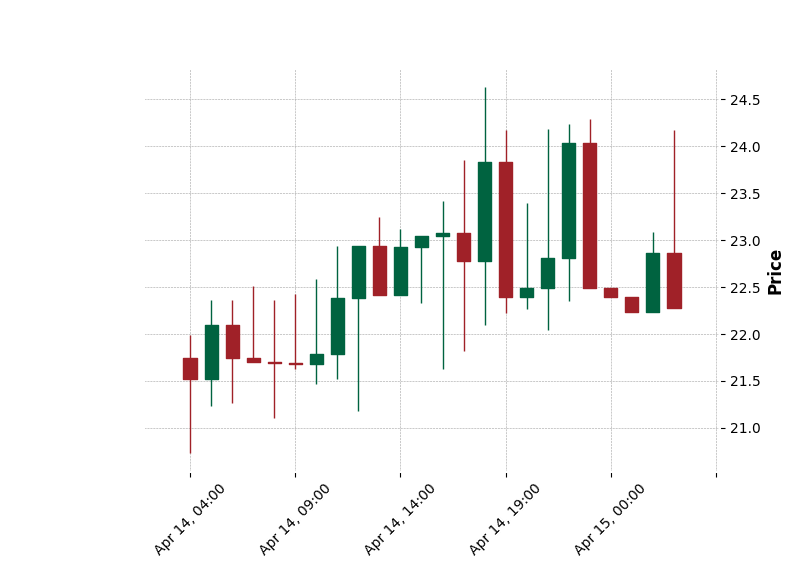 24.5
24.0
23.5
23.0
22.5
22.0
21.5
21.0
Price
Apr 14, 04:00
Apr 14, 09:00
Apr 14, 14:00
Apr 14, 19:00
Apr 15, 00:00